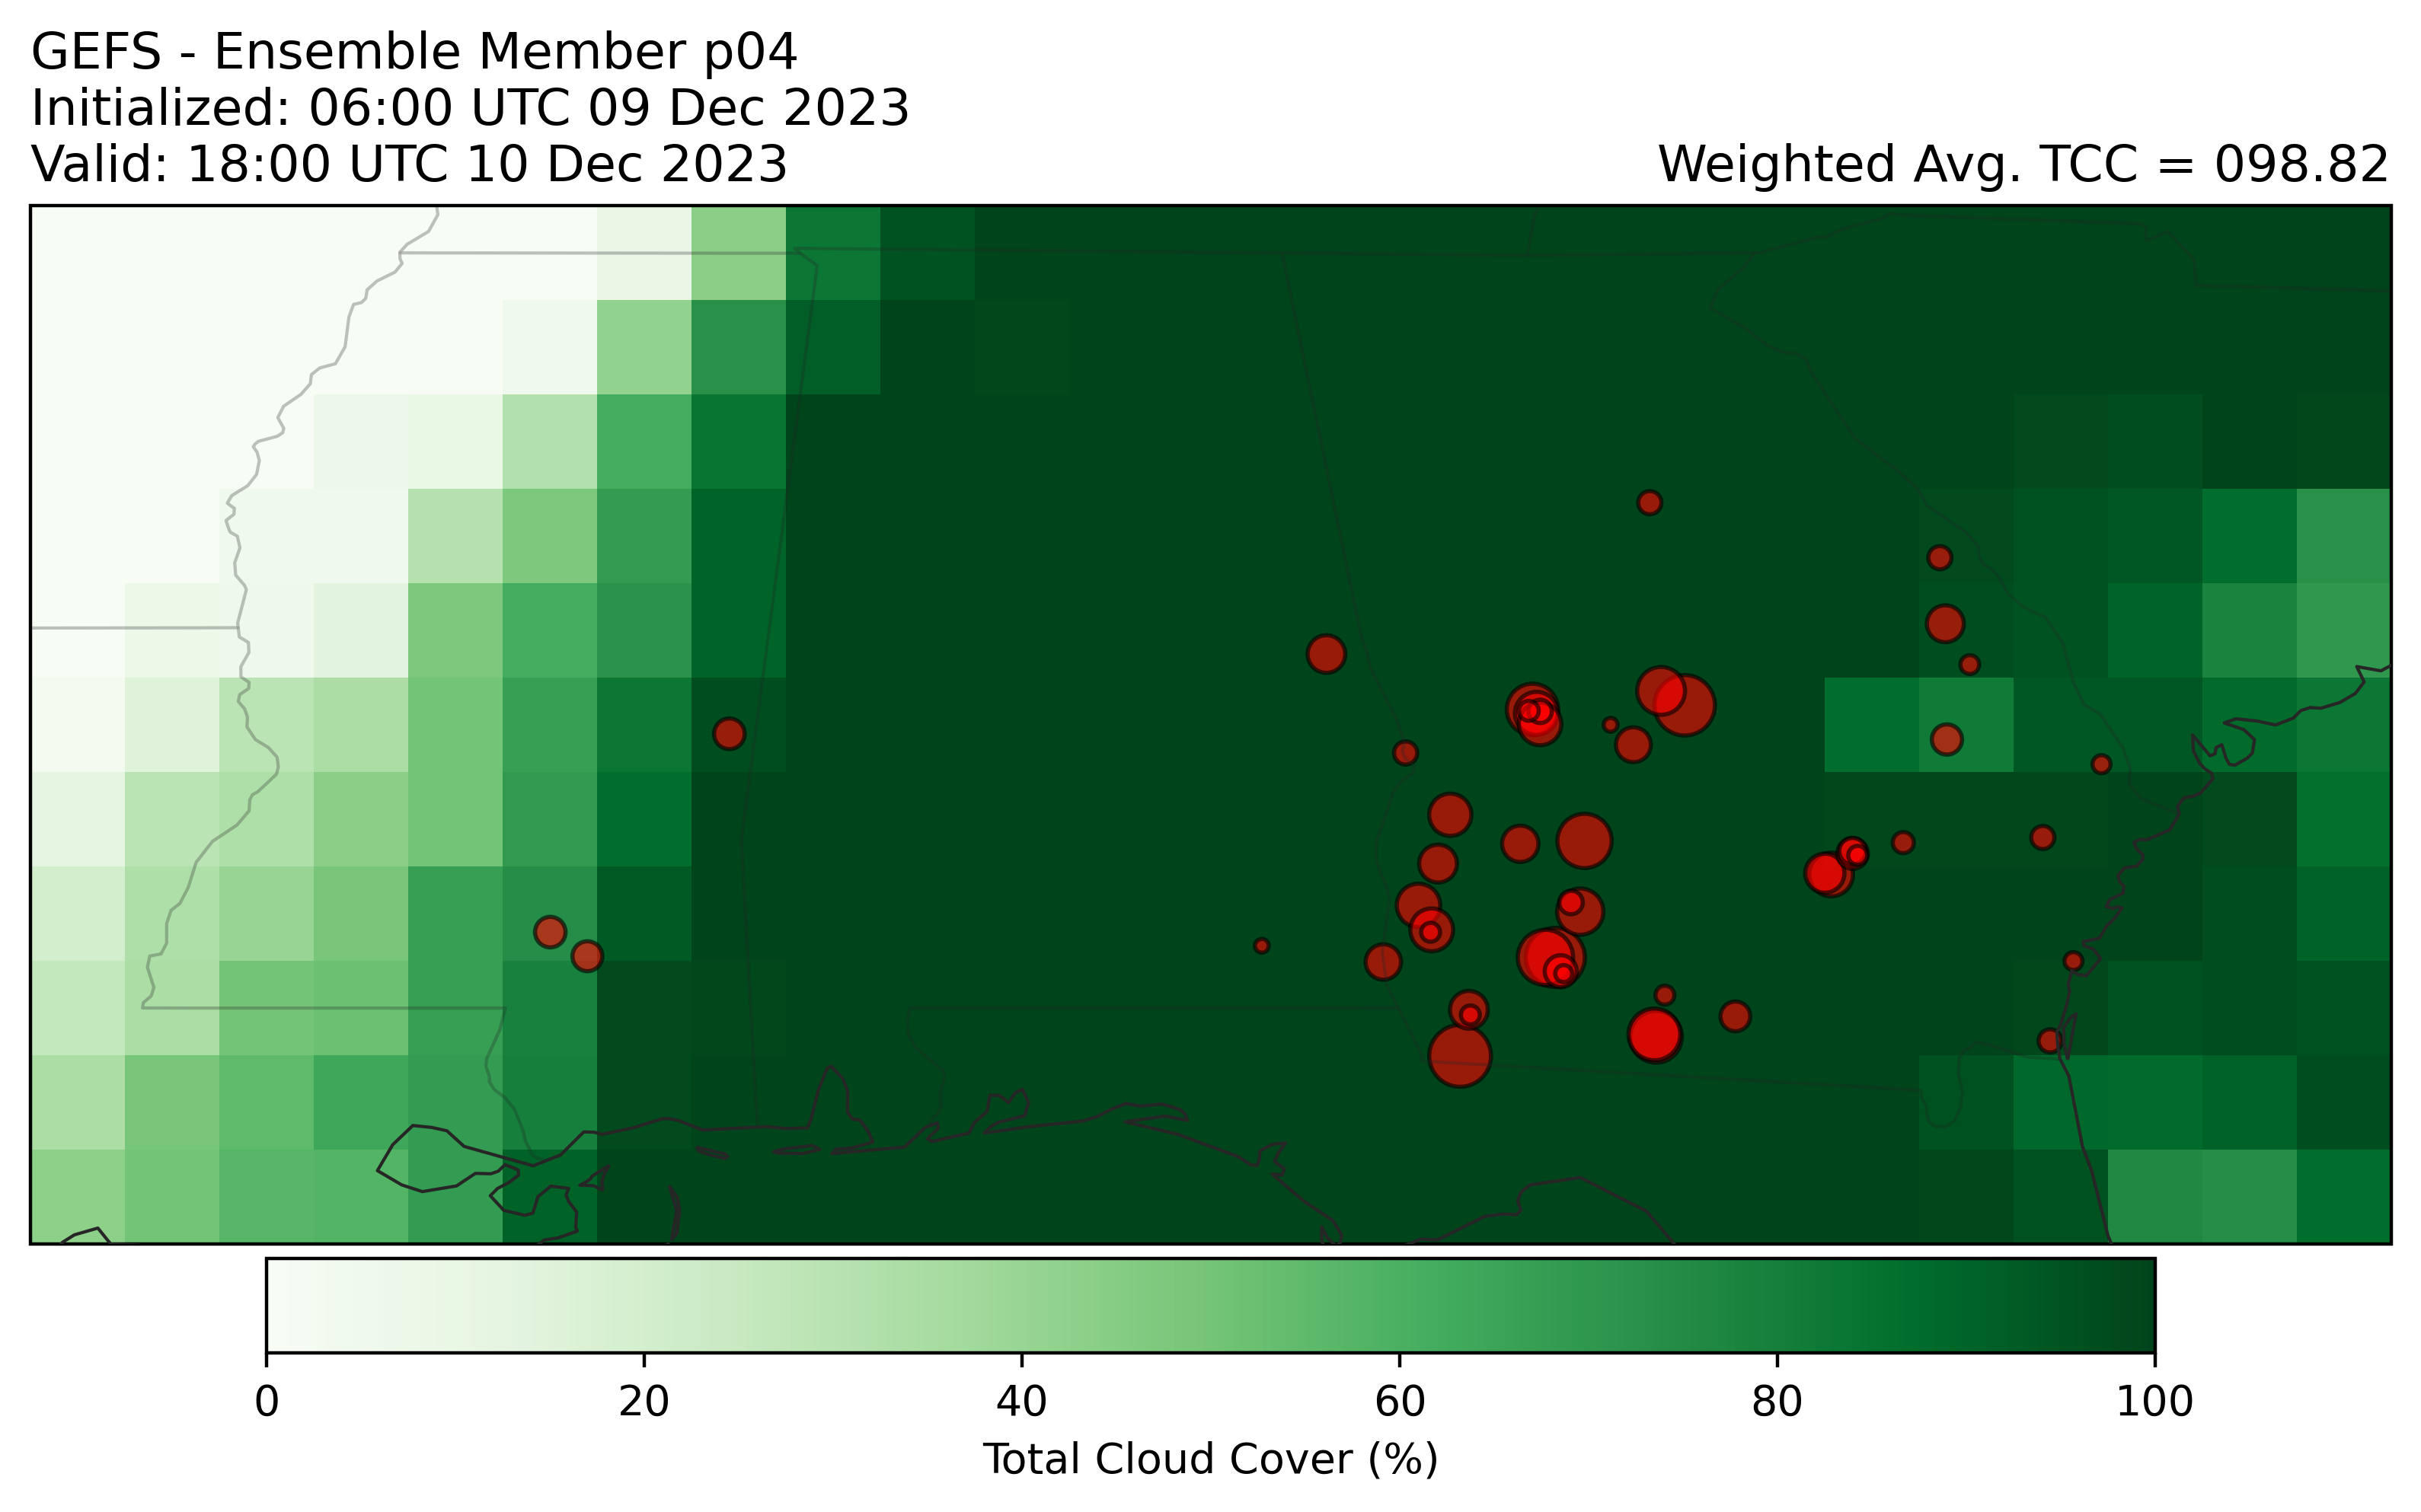 GEFS - Ensemble Member p04
Initialized: 06:00 UTC 09 Dec 2023
Valid: 18:00 UTC 10 Dec 2023
Weighted Avg. TCC = 098.82
0 20 40 60 80 100
Total Cloud Cover (%)